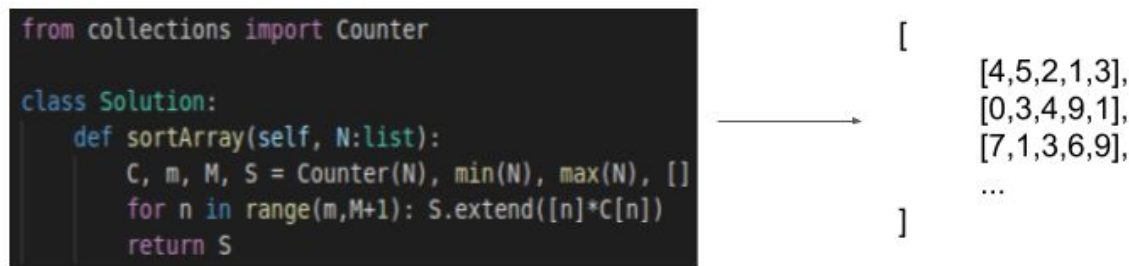 from collections import Counter
class Solution:
    def sortArray(self, N:list):
        C, m, M, S = Counter(N), min(N), max(N), []
        for n in range(m,M+1): S.extend([n]*C[n])
        return S
[
[4,5,2,1,3],
[0,3,4,9,1],
[7,1,3,6,9],
...
]